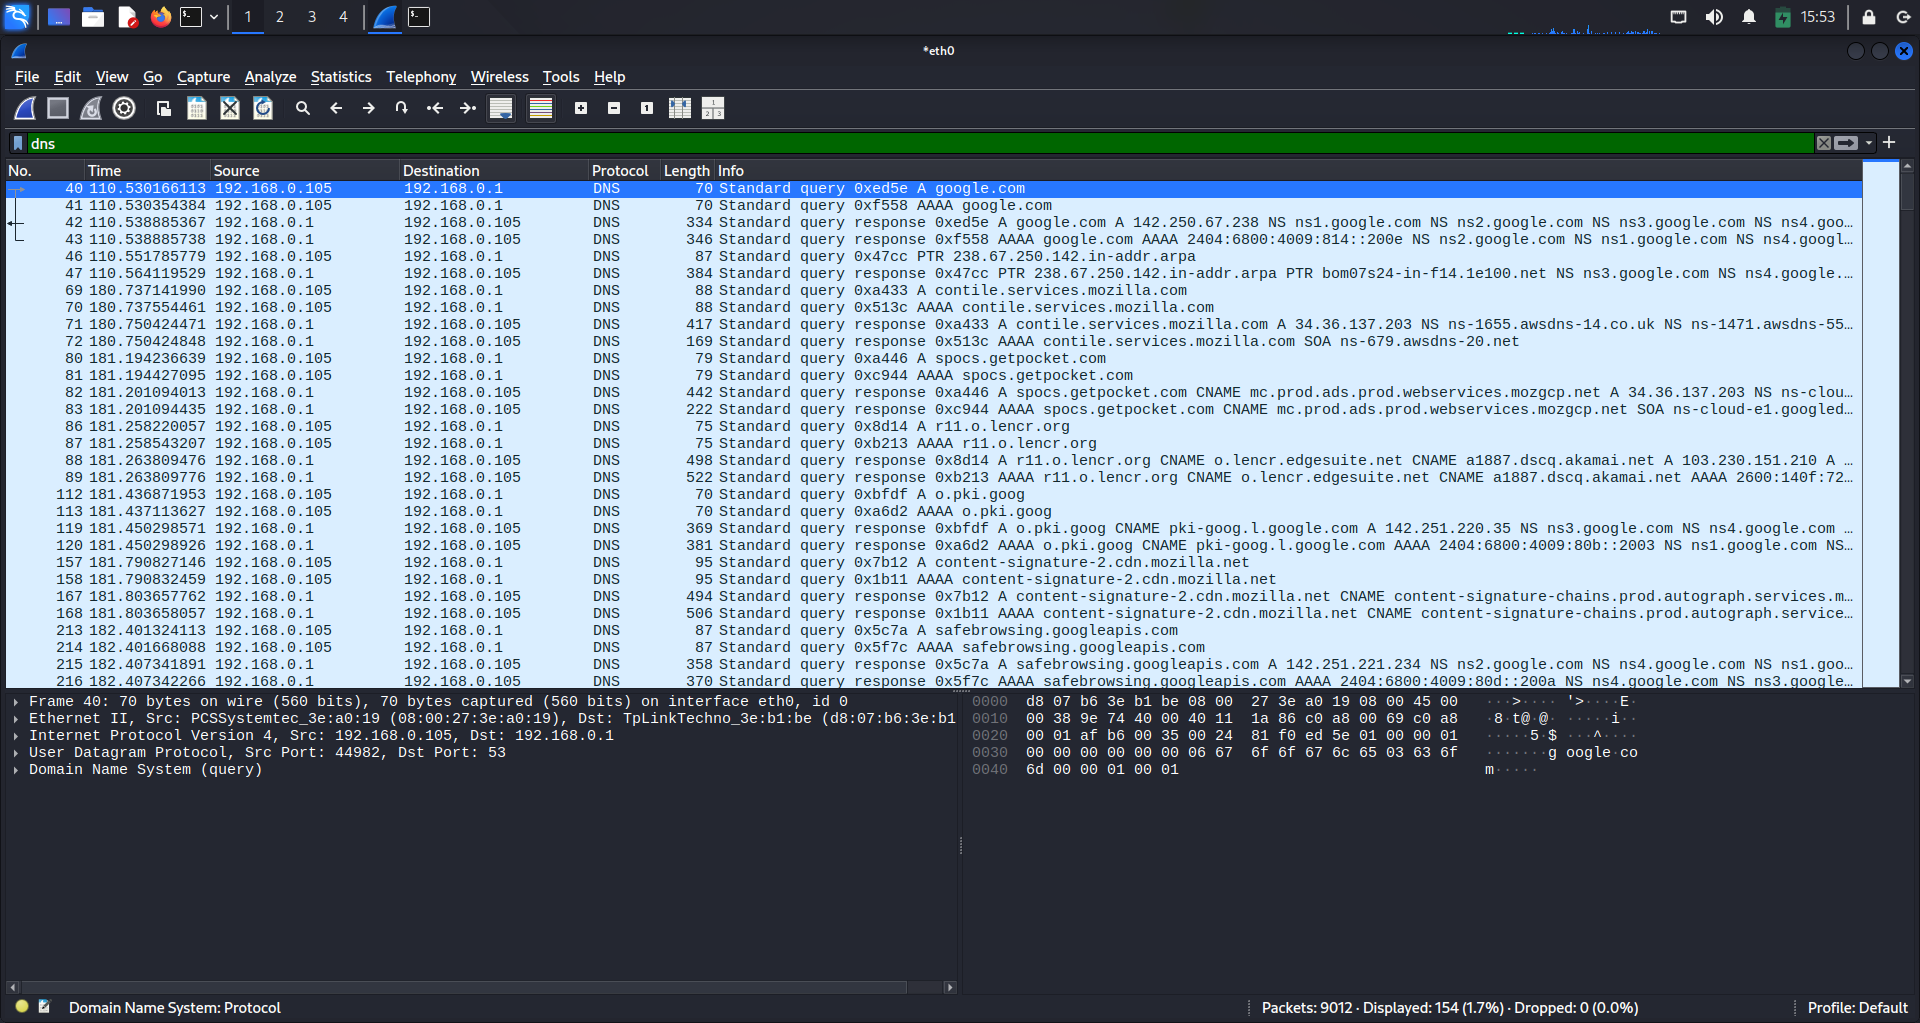 1 2 3 4 15:53
*eth0
File Edit View Go Capture Analyze Statistics Telephony Wireless Tools Help
dns
No. Time Source Destination Protocol Length Info
40 110.530166113 192.168.0.105 192.168.0.1 DNS 70 Standard query 0xed5e A google.com
41 110.530354384 192.168.0.105 192.168.0.1 DNS 70 Standard query 0xf558 AAAA google.com
42 110.538885367 192.168.0.1 192.168.0.105 DNS 334 Standard query response 0xed5e A google.com A 142.250.67.238 NS ns1.google.com NS ns2.google.com NS ns3.google.com NS ns4.goo…
43 110.538885738 192.168.0.1 192.168.0.105 DNS 346 Standard query response 0xf558 AAAA google.com AAAA 2404:6800:4009:814::200e NS ns2.google.com NS ns1.google.com NS ns4.googl…
46 110.551785779 192.168.0.105 192.168.0.1 DNS 87 Standard query 0x47cc PTR 238.67.250.142.in-addr.arpa
47 110.564119529 192.168.0.1 192.168.0.105 DNS 384 Standard query response 0x47cc PTR 238.67.250.142.in-addr.arpa PTR bom07s24-in-f14.1e100.net NS ns3.google.com NS ns4.google.…
69 180.737141990 192.168.0.105 192.168.0.1 DNS 88 Standard query 0xa433 A contile.services.mozilla.com
70 180.737554461 192.168.0.105 192.168.0.1 DNS 88 Standard query 0x513c AAAA contile.services.mozilla.com
71 180.750424471 192.168.0.1 192.168.0.105 DNS 417 Standard query response 0xa433 A contile.services.mozilla.com A 34.36.137.203 NS ns-1655.awsdns-14.co.uk NS ns-1471.awsdns-55…
72 180.750424848 192.168.0.1 192.168.0.105 DNS 169 Standard query response 0x513c AAAA contile.services.mozilla.com SOA ns-679.awsdns-20.net
80 181.194236639 192.168.0.105 192.168.0.1 DNS 79 Standard query 0xa446 A spocs.getpocket.com
81 181.194427095 192.168.0.105 192.168.0.1 DNS 79 Standard query 0xc944 AAAA spocs.getpocket.com
82 181.201094013 192.168.0.1 192.168.0.105 DNS 442 Standard query response 0xa446 A spocs.getpocket.com CNAME mc.prod.ads.prod.webservices.mozgcp.net A 34.36.137.203 NS ns-clou…
83 181.201094435 192.168.0.1 192.168.0.105 DNS 222 Standard query response 0xc944 AAAA spocs.getpocket.com CNAME mc.prod.ads.prod.webservices.mozgcp.net SOA ns-cloud-e1.googled…
86 181.258220057 192.168.0.105 192.168.0.1 DNS 75 Standard query 0x8d14 A r11.o.lencr.org
87 181.258543207 192.168.0.105 192.168.0.1 DNS 75 Standard query 0xb213 AAAA r11.o.lencr.org
88 181.263809476 192.168.0.1 192.168.0.105 DNS 498 Standard query response 0x8d14 A r11.o.lencr.org CNAME o.lencr.edgesuite.net CNAME a1887.dscq.akamai.net A 103.230.151.210 A …
89 181.263809776 192.168.0.1 192.168.0.105 DNS 522 Standard query response 0xb213 AAAA r11.o.lencr.org CNAME o.lencr.edgesuite.net CNAME a1887.dscq.akamai.net AAAA 2600:140f:72…
112 181.436871953 192.168.0.105 192.168.0.1 DNS 70 Standard query 0xbfdf A o.pki.goog
113 181.437113627 192.168.0.105 192.168.0.1 DNS 70 Standard query 0xa6d2 AAAA o.pki.goog
119 181.450298571 192.168.0.1 192.168.0.105 DNS 369 Standard query response 0xbfdf A o.pki.goog CNAME pki-goog.l.google.com A 142.251.220.35 NS ns3.google.com NS ns4.google.com …
120 181.450298926 192.168.0.1 192.168.0.105 DNS 381 Standard query response 0xa6d2 AAAA o.pki.goog CNAME pki-goog.l.google.com AAAA 2404:6800:4009:80b::2003 NS ns1.google.com NS…
157 181.790827146 192.168.0.105 192.168.0.1 DNS 95 Standard query 0x7b12 A content-signature-2.cdn.mozilla.net
158 181.790832459 192.168.0.105 192.168.0.1 DNS 95 Standard query 0x1b11 AAAA content-signature-2.cdn.mozilla.net
167 181.803657762 192.168.0.1 192.168.0.105 DNS 494 Standard query response 0x7b12 A content-signature-2.cdn.mozilla.net CNAME content-signature-chains.prod.autograph.services.m…
168 181.803658057 192.168.0.1 192.168.0.105 DNS 506 Standard query response 0x1b11 AAAA content-signature-2.cdn.mozilla.net CNAME content-signature-chains.prod.autograph.service…
213 182.401324113 192.168.0.105 192.168.0.1 DNS 87 Standard query 0x5c7a A safebrowsing.googleapis.com
214 182.401668088 192.168.0.105 192.168.0.1 DNS 87 Standard query 0x5f7c AAAA safebrowsing.googleapis.com
215 182.407341891 192.168.0.1 192.168.0.105 DNS 358 Standard query response 0x5c7a A safebrowsing.googleapis.com A 142.251.221.234 NS ns2.google.com NS ns4.google.com NS ns1.goo…
216 182.407342266 192.168.0.1 192.168.0.105 DNS 370 Standard query response 0x5f7c AAAA safebrowsing.googleapis.com AAAA 2404:6800:4009:80d::200a NS ns4.google.com NS ns3.google…
Frame 40: 70 bytes on wire (560 bits), 70 bytes captured (560 bits) on interface eth0, id 0
Ethernet II, Src: PCSSystemtec_3e:a0:19 (08:00:27:3e:a0:19), Dst: TpLinkTechno_3e:b1:be (d8:07:b6:3e:b1
Internet Protocol Version 4, Src: 192.168.0.105, Dst: 192.168.0.1
User Datagram Protocol, Src Port: 44982, Dst Port: 53
Domain Name System (query)
0000 d8 07 b6 3e b1 be 08 00 27 3e a0 19 08 00 45 00 ···>···· '>····E·
0010 00 38 9e 74 40 00 40 11 1a 86 c0 a8 00 69 c0 a8 ·8·t@·@· ·····i··
0020 00 01 af b6 00 35 00 24 81 f0 ed 5e 01 00 00 01 ·····5·$ ···^····
0030 00 00 00 00 00 00 06 67 6f 6f 67 6c 65 03 63 6f ·······g oogle·co
0040 6d 00 00 01 00 01 m·····
Domain Name System: Protocol
Packets: 9012 · Displayed: 154 (1.7%) · Dropped: 0 (0.0%)
Profile: Default